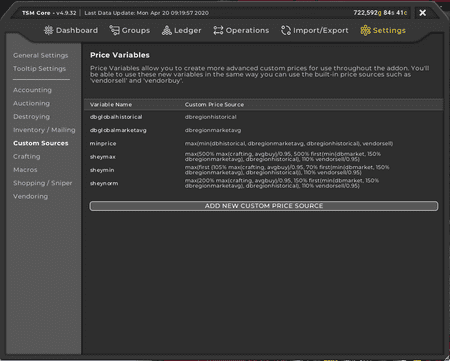 TSM Core - v4.9.32 | Last Data Update: Mon Apr 20 09:19:57 2020
722,592g 84s 41c
Dashboard Groups Ledger Operations Import/Export Settings
General Settings
Tooltip Settings
Accounting
Auctioning
Destroying
Inventory / Mailing
Custom Sources
Crafting
Macros
Shopping / Sniper
Vendoring
Price Variables
Price Variables allow you to create more advanced custom prices for use throughout the addon. You'll
be able to use these new variables in the same way you can use the built-in price sources such as
'vendorsell' and 'vendorbuy'.
Variable Name Custom Price Source
dbglobalhistorical dbregionhistorical
dbglobalmarketavg dbregionmarketavg
minprice max(min(dbhistorical, dbregionmarketavg, dbregionhistorical), vendorsell)
sheymax max(500% max(crafting, avgbuy)/0.95, 500% first(min(dbmarket, 150%
dbregionmarketavg), dbregionhistorical), 110% vendorsell/0.95)
sheymin max(first (105% max(crafting, avgbuy)/0.95, 70% first(min(dbmarket, 150%
dbregionmarketavg), dbregionhistorical)), 110% vendorsell/0.95)
sheynorm max(200% max(crafting, avgbuy)/0.95, 150% first(min(dbmarket, 150%
dbregionmarketavg), dbregionhistorical), 110% vendorsell/0.95)
ADD NEW CUSTOM PRICE SOURCE